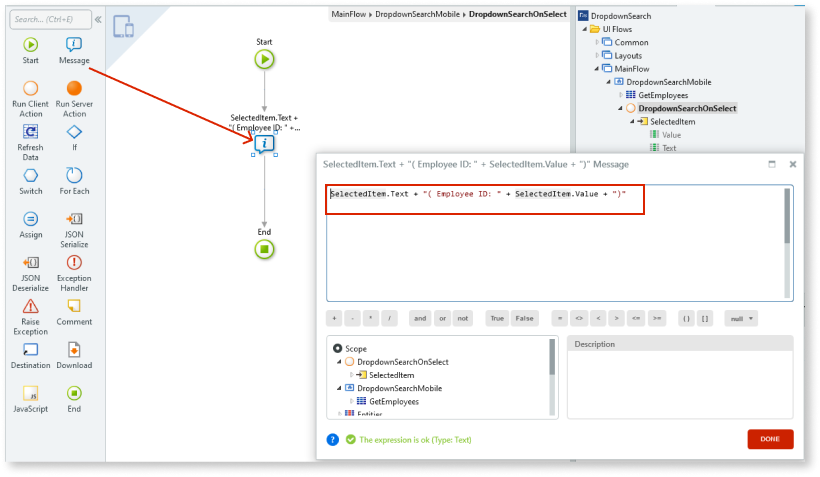 Search... (Ctrl+E)
Start
Message
Run Client
Action
Run Server
Action
Refresh
Data
If
Switch
For Each
Assign
JSON
Serialize
JSON
Deserialize
Exception
Handler
Raise
Exception
Comment
Destination
Download
JS
JavaScript
End
MainFlow ▸ DropdownSearchMobile ▸ DropdownSearchOnSelect
Start
SelectedItem.Text +
"( Employee ID: " +...
End
DropdownSearch
UI Flows
Common
Layouts
MainFlow
DropdownSearchMobile
GetEmployees
DropdownSearchOnSelect
SelectedItem
Value
Text
SelectedItem.Text + "( Employee ID: " + SelectedItem.Value + ")" Message
SelectedItem.Text + "( Employee ID: " + SelectedItem.Value + ")"
+ - * / and or not True False = <> < > <= >= ( ) [ ] null
Scope
DropdownSearchOnSelect
SelectedItem
DropdownSearchMobile
GetEmployees
Entities
Description
? The expression is ok (Type: Text)
DONE